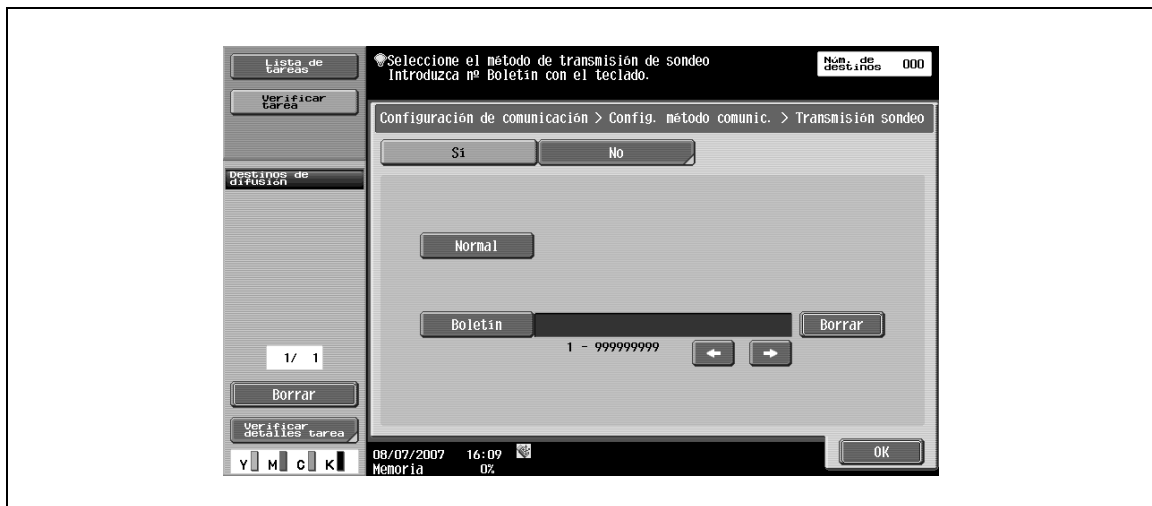 Lista de
tareas
Verificar
tarea
Destinos de
difusión
1/ 1
Borrar
Verificar
detalles tarea
Y M C K
Seleccione el método de transmisión de sondeo
Introduzca nº Boletín con el teclado.
Núm. de
destinos 000
Configuración de comunicación > Config. método comunic. > Transmisión sondeo
Sí No
Normal
Boletín Borrar
1 - 999999999
08/07/2007 16:09
Memoria 0%
OK